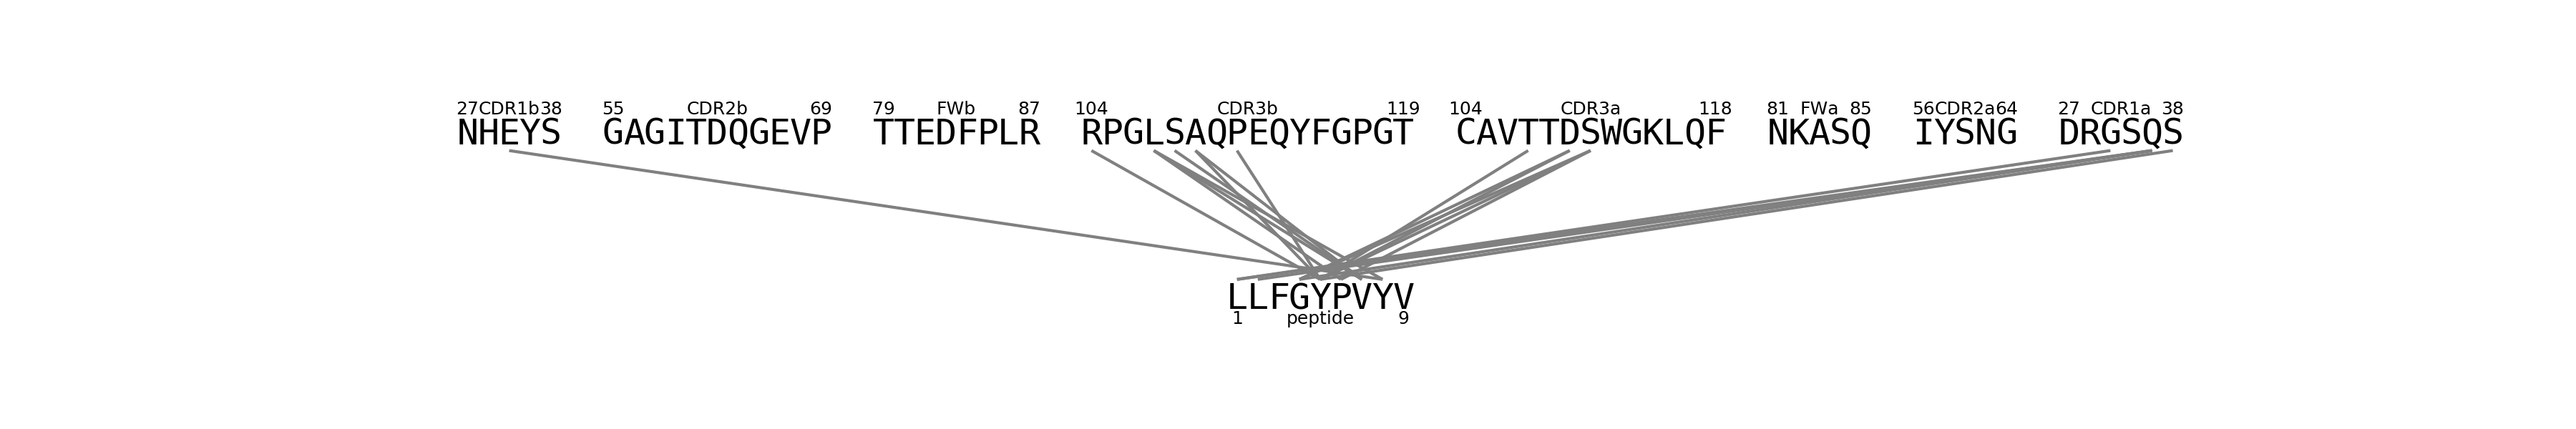 27CDR1b38 55 CDR2b 69 79 FWb 87 104 CDR3b 119 104 CDR3a 118 81 FWa 85 56CDR2a64 27 CDR1a 38
NHEYS GAGITDQGEVP TTEDFPLR RPGLSAQPEQYFGPGT CAVTTDSWGKLQF NKASQ IYSNG DRGSQS
LLFGYPVYV
1 peptide 9